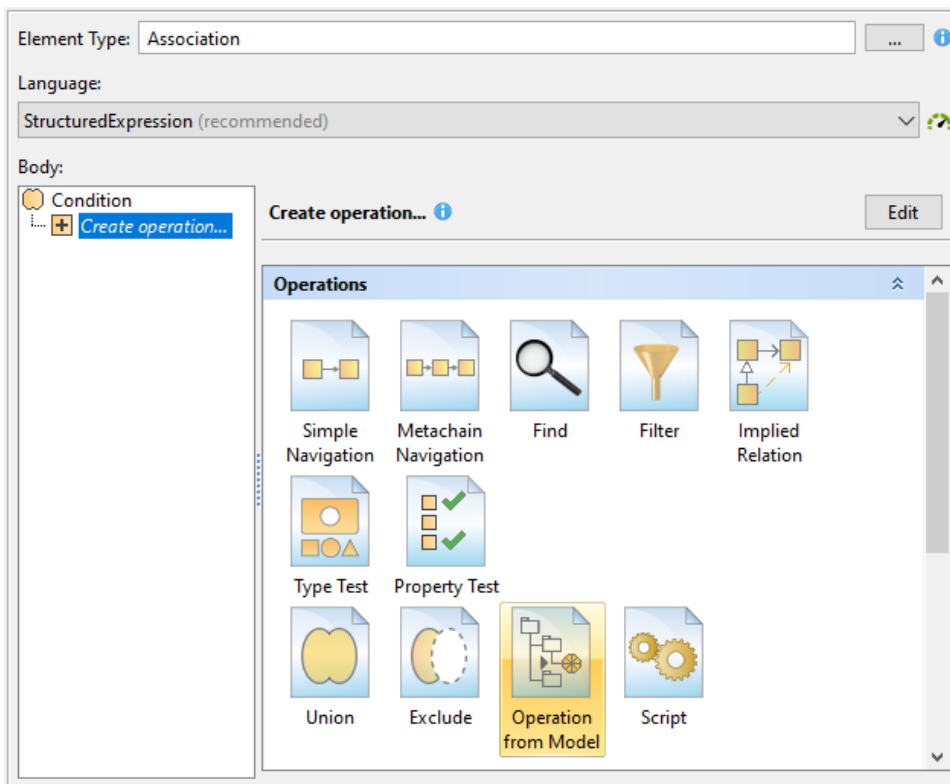 Element Type: Association ...
Language:
StructuredExpression (recommended)
Body:
Condition
Create operation...
Create operation... Edit
Operations
Simple Navigation
Metachain Navigation
Find
Filter
Implied Relation
Type Test
Property Test
Union
Exclude
Operation from Model
Script